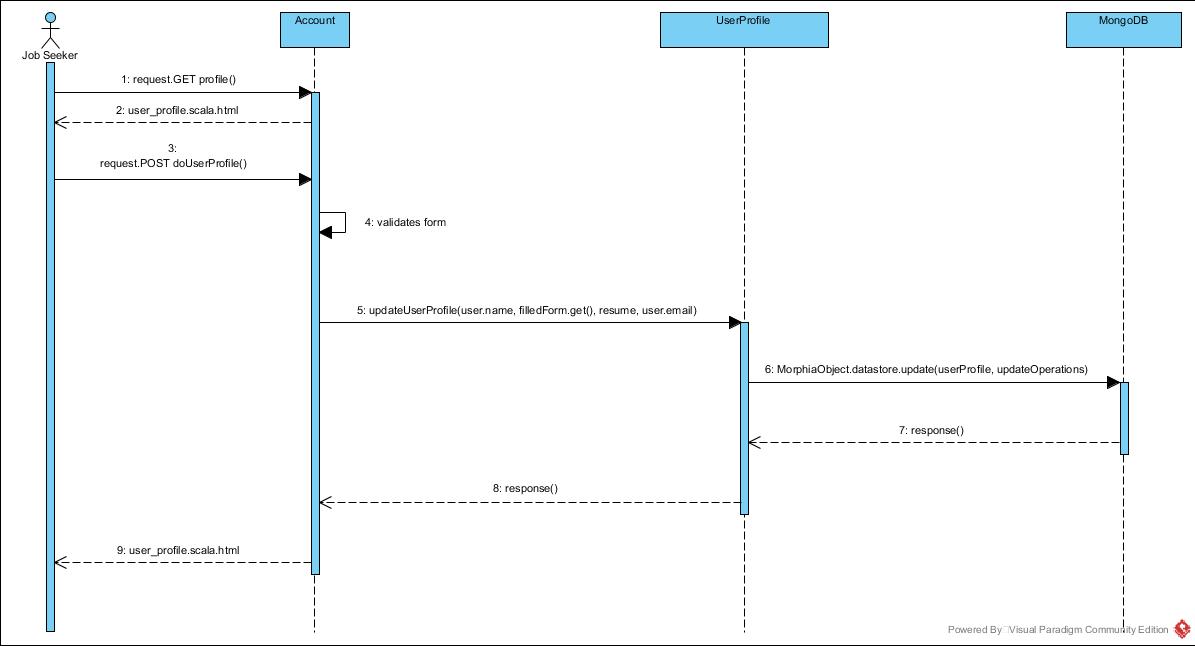 Job Seeker
Account
UserProfile
MongoDB
1: request.GET profile()
2: user_profile.scala.html
3:
request.POST doUserProfile()
4: validates form
5: updateUserProfile(user.name, filledForm.get(), resume, user.email)
6: MorphiaObject.datastore.update(userProfile, updateOperations)
7: response()
8: response()
9: user_profile.scala.html
Powered By Visual Paradigm Community Edition